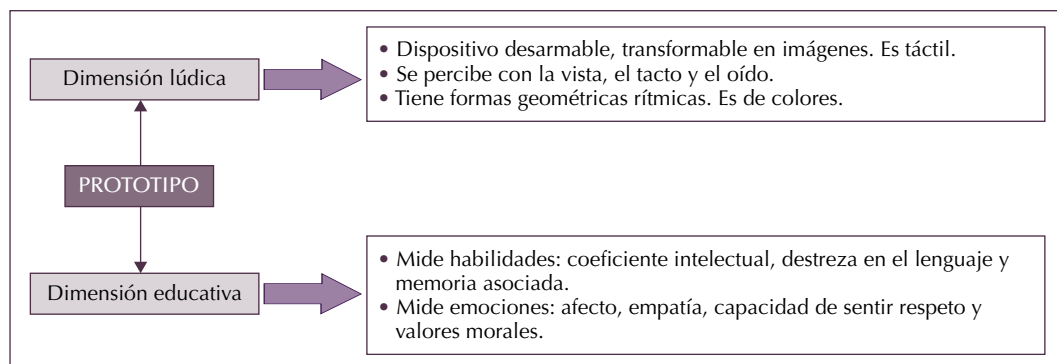 Dimensión lúdica
• Dispositivo desarmable, transformable en imágenes. Es táctil.
• Se percibe con la vista, el tacto y el oído.
• Tiene formas geométricas rítmicas. Es de colores.
PROTOTIPO
Dimensión educativa
• Mide habilidades: coeficiente intelectual, destreza en el lenguaje y
memoria asociada.
• Mide emociones: afecto, empatía, capacidad de sentir respeto y
valores morales.